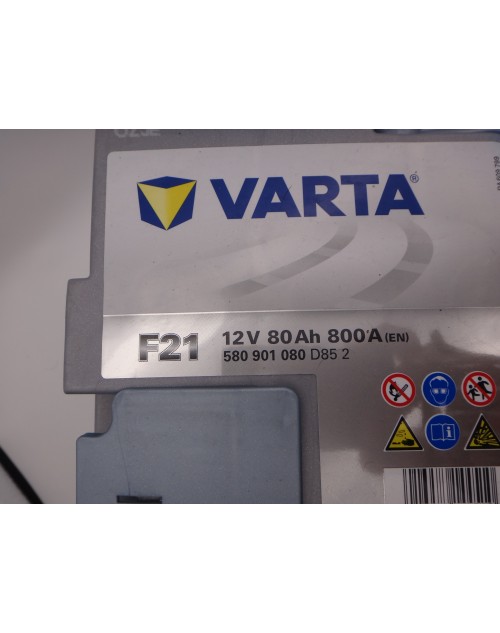 VARTA®
F21
12V 80Ah 800A (EN)
580 901 080 D85 2